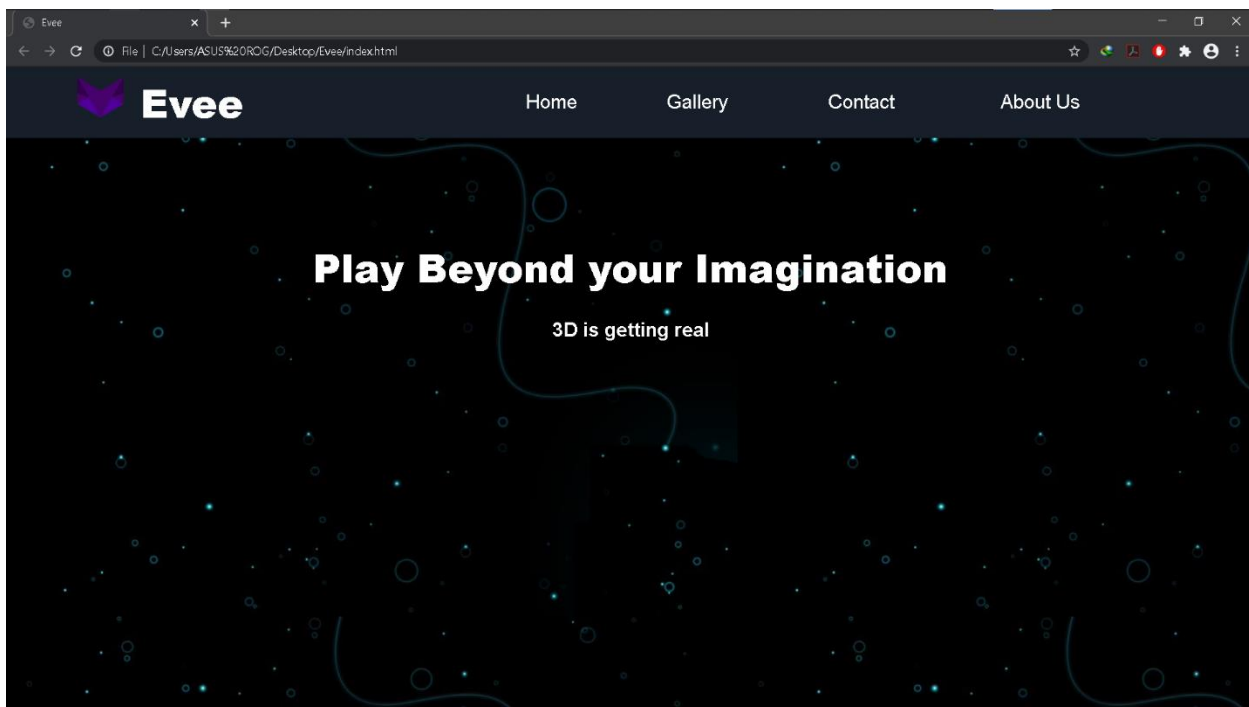 Evee
File | C:/Users/ASUS%20ROG/Desktop/Evee/index.html
Evee
Home Gallery Contact About Us
Play Beyond your Imagination
3D is getting real